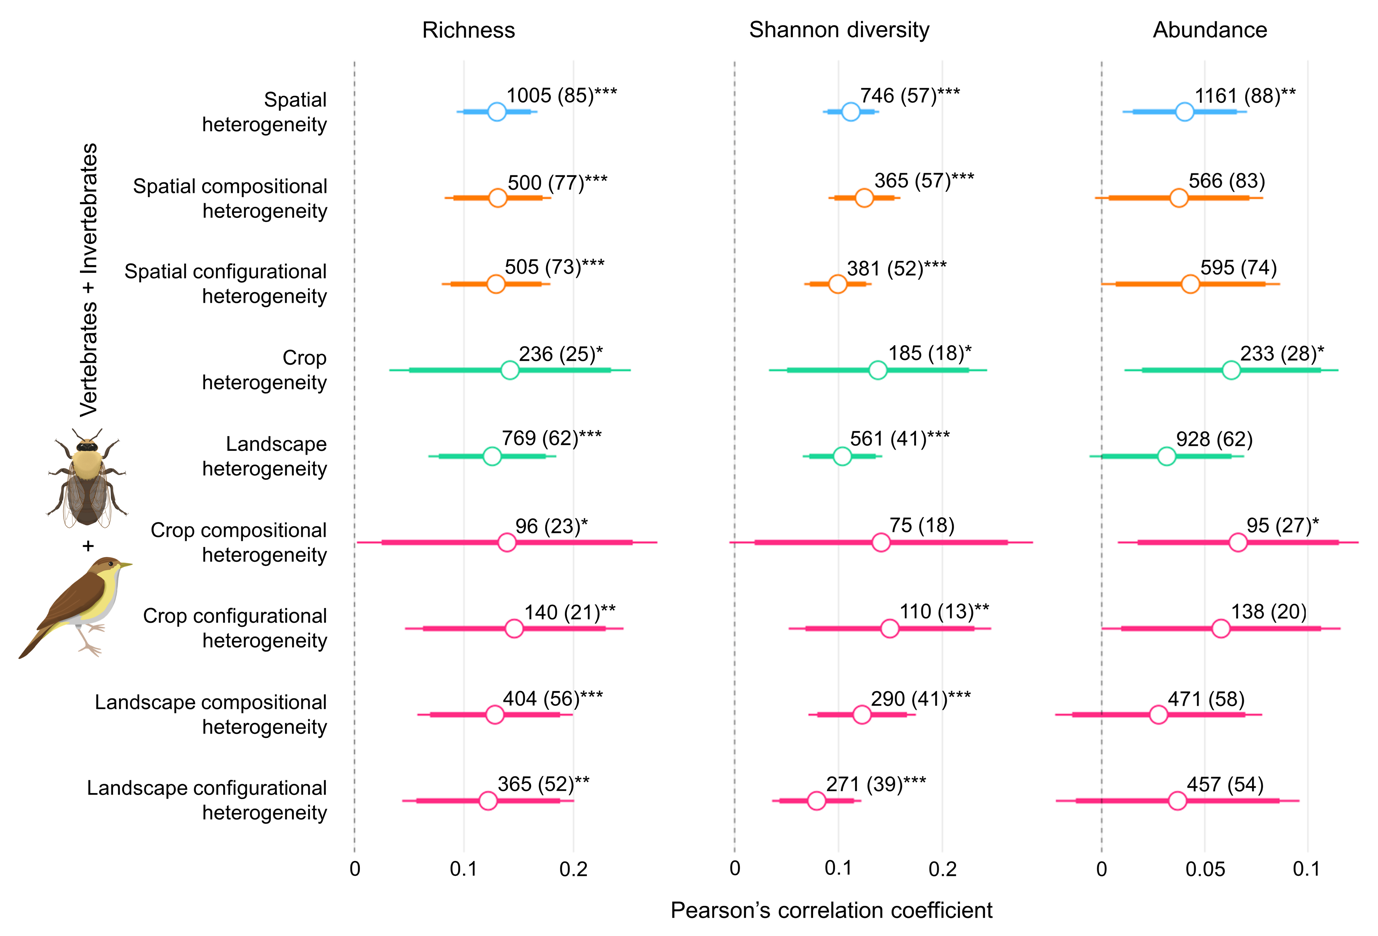 Richness Shannon diversity Abundance
Vertebrates + Invertebrates
+
Spatial
heterogeneity
1005 (85)*** 746 (57)*** 1161 (88)**
Spatial compositional
heterogeneity
500 (77)*** 365 (57)*** 566 (83)
Spatial configurational
heterogeneity
505 (73)*** 381 (52)*** 595 (74)
Crop
heterogeneity
236 (25)* 185 (18)* 233 (28)*
Landscape
heterogeneity
769 (62)*** 561 (41)*** 928 (62)
Crop compositional
heterogeneity
96 (23)* 75 (18) 95 (27)*
Crop configurational
heterogeneity
140 (21)** 110 (13)** 138 (20)
Landscape compositional
heterogeneity
404 (56)*** 290 (41)*** 471 (58)
Landscape configurational
heterogeneity
365 (52)** 271 (39)*** 457 (54)
0 0.1 0.2 0 0.1 0.2 0 0.05 0.1
Pearson’s correlation coefficient